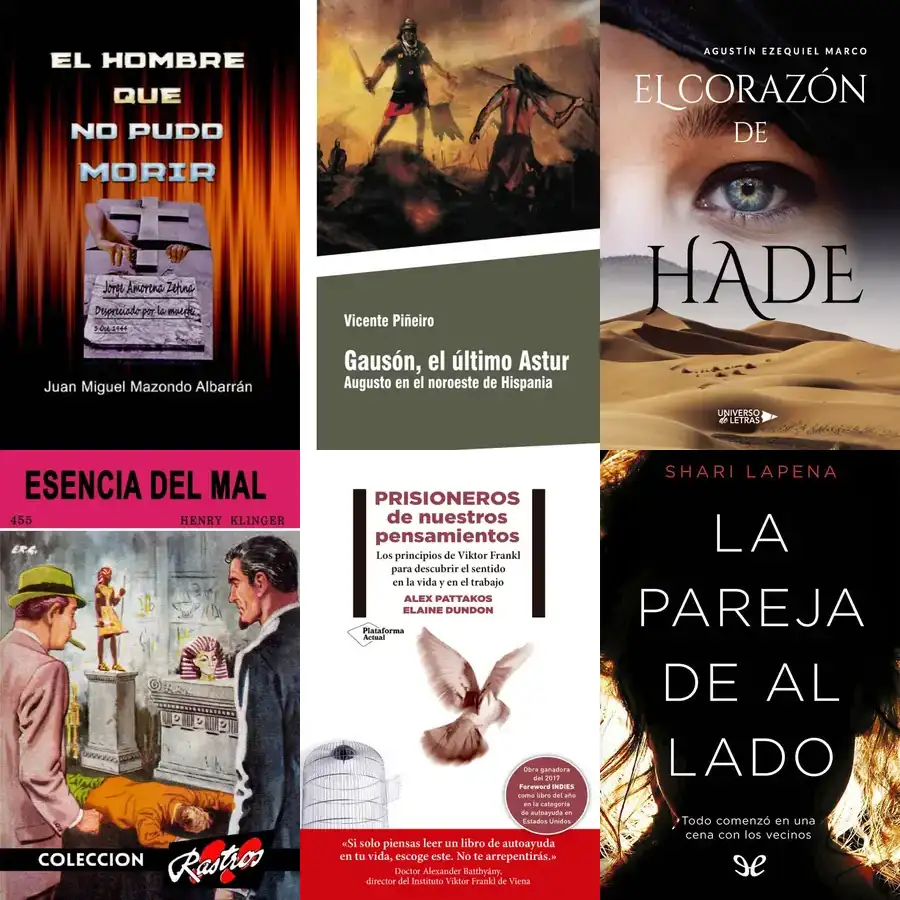 EL HOMBRE
QUE
NO PUDO
MORIR
Jorge Amorena Zetina
Despreciado por la muerte
3 Dic 1944
Juan Miguel Mazondo Albarrán
Vicente Piñeiro
Gausón, el último Astur
Augusto en el noroeste de Hispania
AGUSTÍN EZEQUIEL MARCO
EL CORAZÓN
DE
HADE
UNIVERSO
de LETRAS
ESENCIA DEL MAL
455 HENRY KLINGER
COLECCION Rastros
PRISIONEROS
de nuestros
pensamientos
Los principios de Viktor Frankl
para descubrir el sentido
en la vida y en el trabajo
ALEX PATTAKOS
ELAINE DUNDON
Plataforma
Actual
Obra ganadora
del 2017
Foreword INDIES
como libro del año
en la categoría
de autoayuda en
Estados Unidos
«Si solo piensas leer un libro de autoayuda
en tu vida, escoge este. No te arrepentirás.»
Doctor Alexander Batthyány,
director del Instituto Viktor Frankl de Viena
SHARI LAPENA
LA
PAREJA
DE AL
LADO
Todo comenzó en una
cena con los vecinos